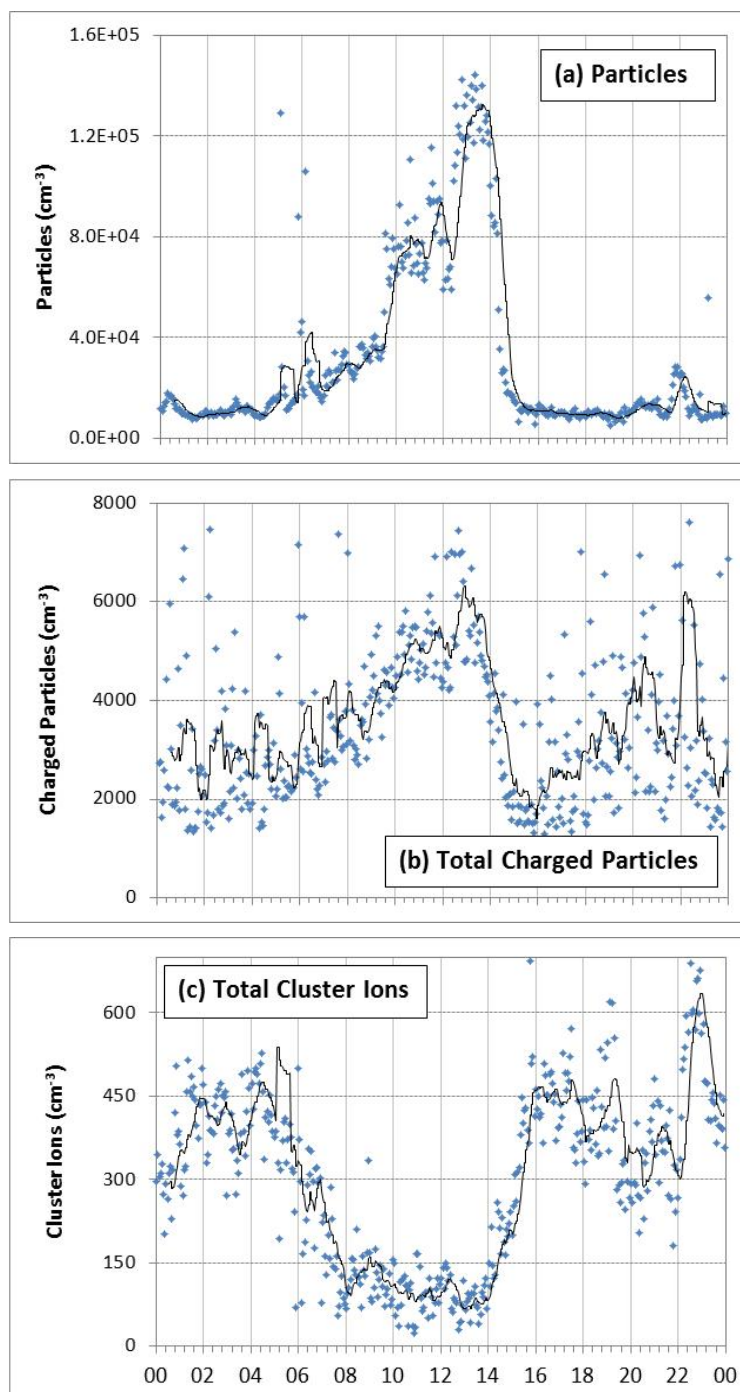 (a) Particles
1.6E+05
1.2E+05
8.0E+04
4.0E+04
0.0E+00
Particles (cm-3)
8000
6000
4000
2000
0
Charged Particles (cm-3)
(b) Total Charged Particles
(c) Total Cluster Ions
600
450
300
150
0
Cluster Ions (cm-3)
00 02 04 06 08 10 12 14 16 18 20 22 00